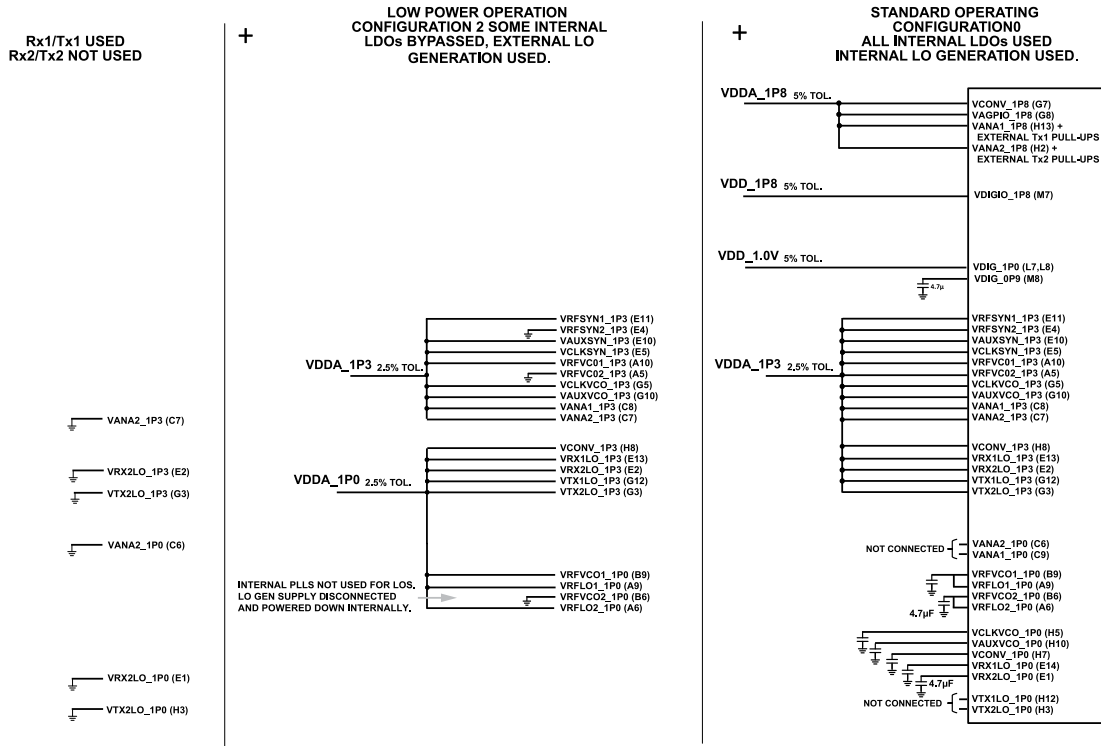 Rx1/Tx1 USED
Rx2/Tx2 NOT USED
VANA2_1P3 (C7)
VRX2LO_1P3 (E2)
VTX2LO_1P3 (G3)
VANA2_1P0 (C6)
VRX2LO_1P0 (E1)
VTX2LO_1P0 (H3)
+
LOW POWER OPERATION
CONFIGURATION 2 SOME INTERNAL
LDOs BYPASSED, EXTERNAL LO
GENERATION USED.
VDDA_1P3 2.5% TOL.
VRFSYN1_1P3 (E11)
VRFSYN2_1P3 (E4)
VAUXSYN_1P3 (E10)
VCLKSYN_1P3 (E5)
VRFVC01_1P3 (A10)
VRFVC02_1P3 (A5)
VCLKVCO_1P3 (G5)
VAUXVCO_1P3 (G10)
VANA1_1P3 (C8)
VANA2_1P3 (C7)
VDDA_1P0 2.5% TOL.
VCONV_1P3 (H8)
VRX1LO_1P3 (E13)
VRX2LO_1P3 (E2)
VTX1LO_1P3 (G12)
VTX2LO_1P3 (G3)
INTERNAL PLLS NOT USED FOR LOS.
LO GEN SUPPLY DISCONNECTED
AND POWERED DOWN INTERNALLY.
VRFVCO1_1P0 (B9)
VRFLO1_1P0 (A9)
VRFVCO2_1P0 (B6)
VRFLO2_1P0 (A6)
+
STANDARD OPERATING
CONFIGURATION0
ALL INTERNAL LDOs USED
INTERNAL LO GENERATION USED.
VDDA_1P8 5% TOL.
VCONV_1P8 (G7)
VAGPIO_1P8 (G8)
VANA1_1P8 (H13) +
EXTERNAL Tx1 PULL-UPS
VANA2_1P8 (H2) +
EXTERNAL Tx2 PULL-UPS
VDD_1P8 5% TOL.
VDIGIO_1P8 (M7)
VDD_1.0V 5% TOL.
VDIG_1P0 (L7,L8)
VDIG_0P9 (M8)
4.7µ
VDDA_1P3 2.5% TOL.
VRFSYN1_1P3 (E11)
VRFSYN2_1P3 (E4)
VAUXSYN_1P3 (E10)
VCLKSYN_1P3 (E5)
VRFVC01_1P3 (A10)
VRFVC02_1P3 (A5)
VCLKVCO_1P3 (G5)
VAUXVCO_1P3 (G10)
VANA1_1P3 (C8)
VANA2_1P3 (C7)
VCONV_1P3 (H8)
VRX1LO_1P3 (E13)
VRX2LO_1P3 (E2)
VTX1LO_1P3 (G12)
VTX2LO_1P3 (G3)
NOT CONNECTED
VANA2_1P0 (C6)
VANA1_1P0 (C9)
VRFVCO1_1P0 (B9)
VRFLO1_1P0 (A9)
VRFVCO2_1P0 (B6)
VRFLO2_1P0 (A6)
4.7µF
VCLKVCO_1P0 (H5)
VAUXVCO_1P0 (H10)
VCONV_1P0 (H7)
VRX1LO_1P0 (E14)
VRX2LO_1P0 (E1)
4.7µF
NOT CONNECTED
VTX1LO_1P0 (H12)
VTX2LO_1P0 (H3)